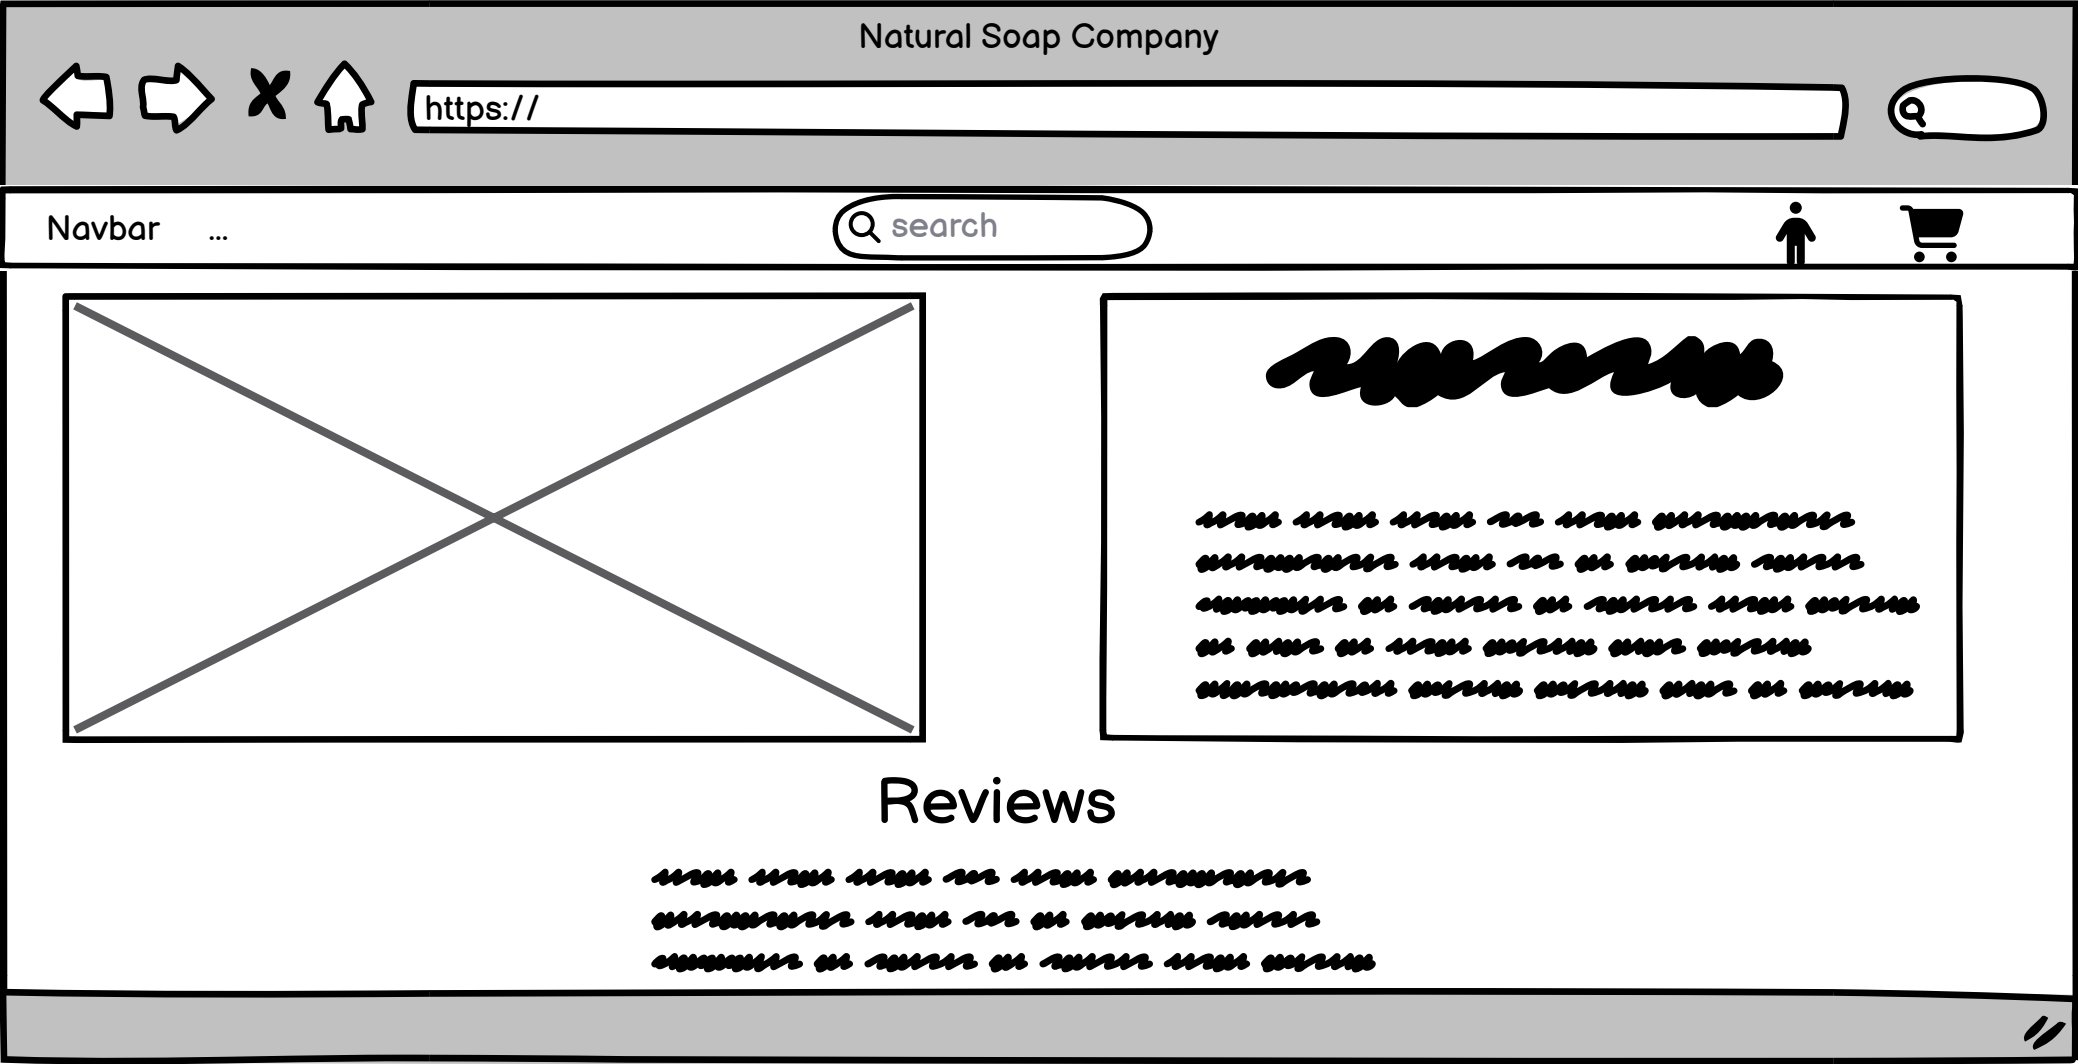 Natural Soap Company
https://
Navbar ...
search
Reviews